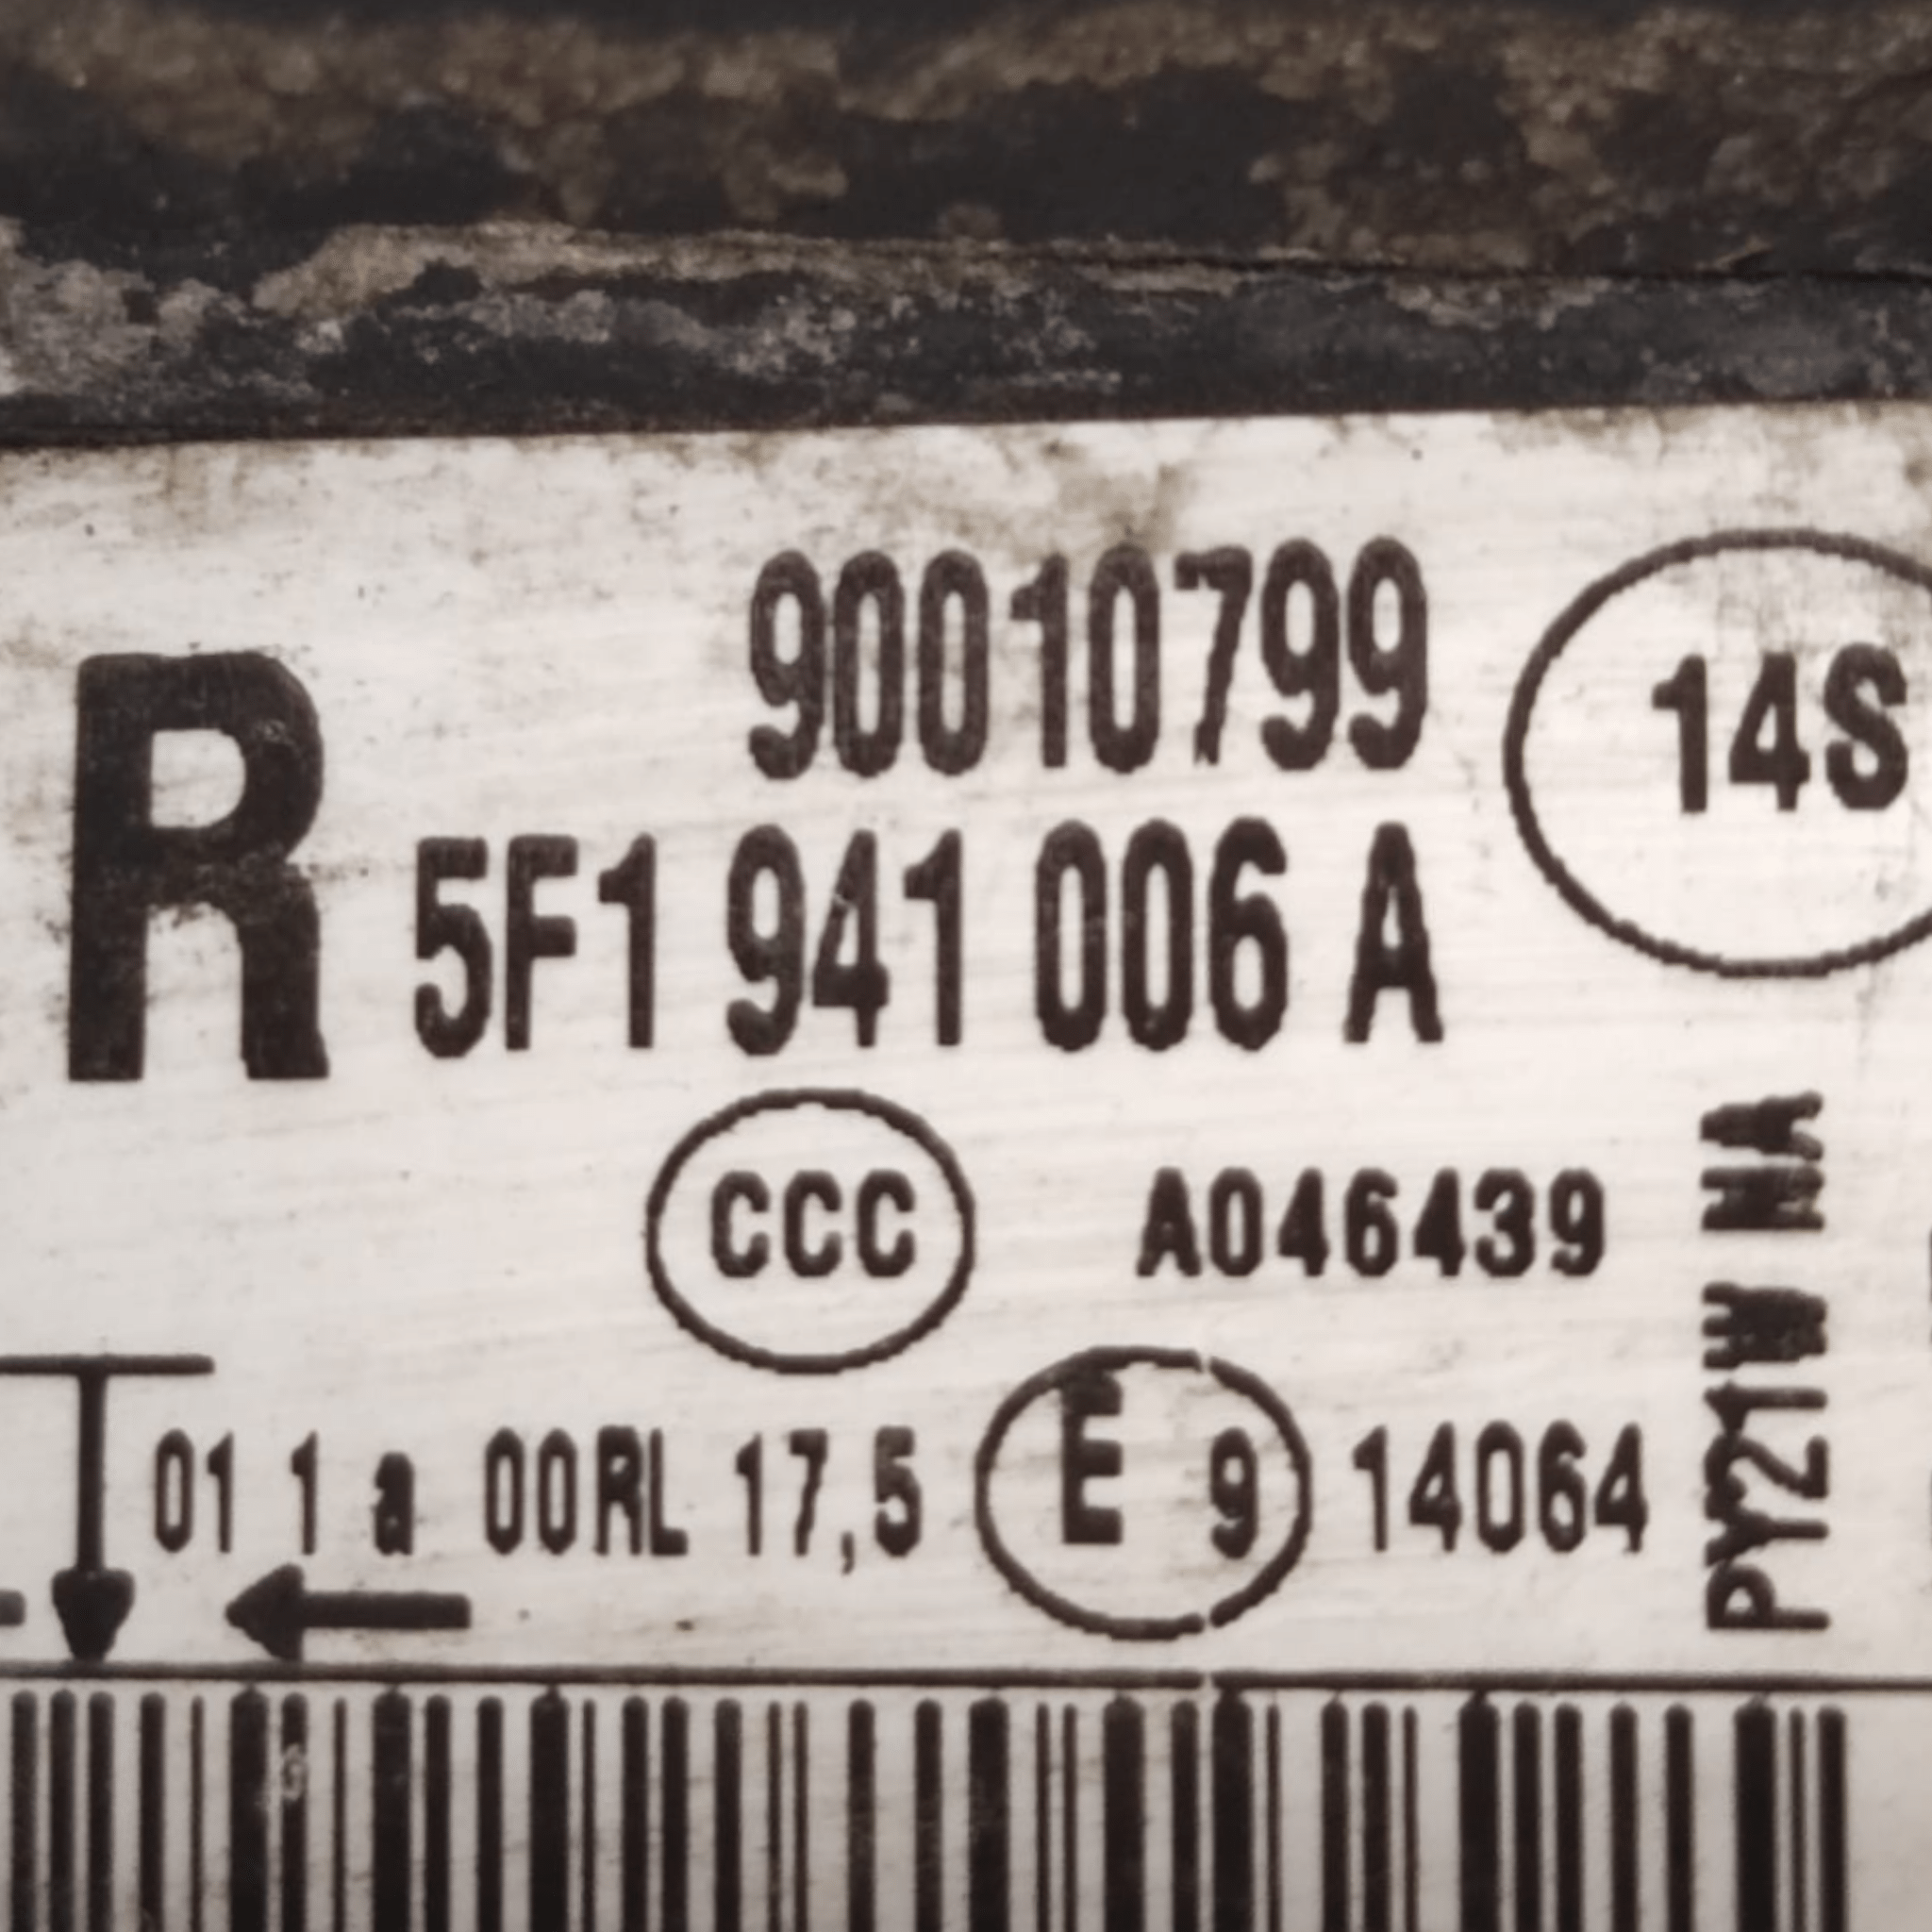 90010799
14S
R
5F1 941 006 A
CCC
A046439
PY21W NA
01 1 a 00RL 17,5
E 9
14064